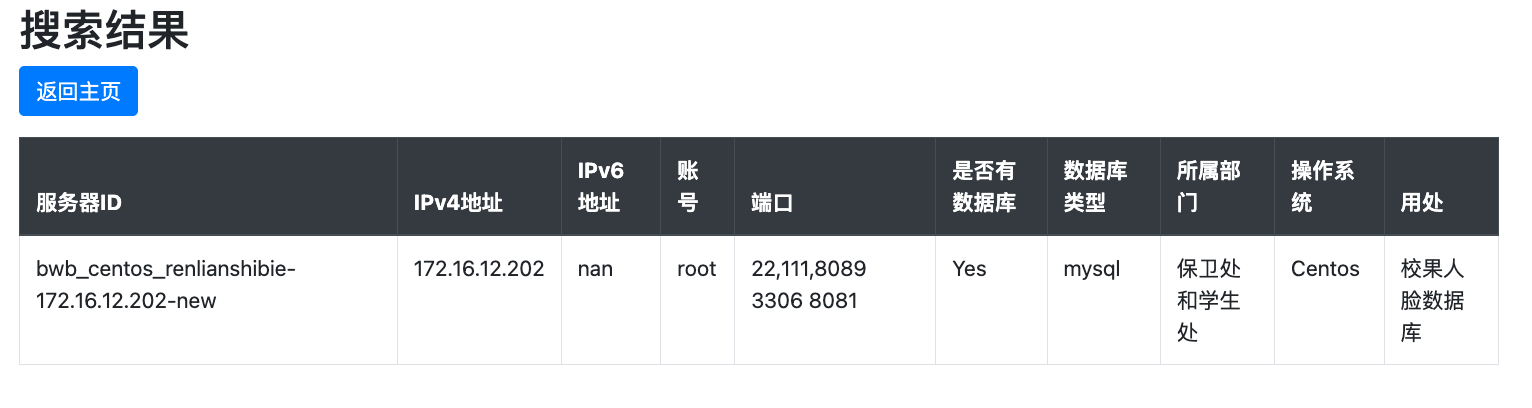 搜索结果
返回主页
服务器ID
IPv4地址
IPv6
地址
账
号
端口
是否有
数据库
数据库
类型
所属部
门
操作系
统
用处
bwb_centos_renlianshibie-
172.16.12.202-new
172.16.12.202
nan
root
22,111,8089
3306 8081
Yes
mysql
保卫处
和学生
处
Centos
校果人
脸数据
库